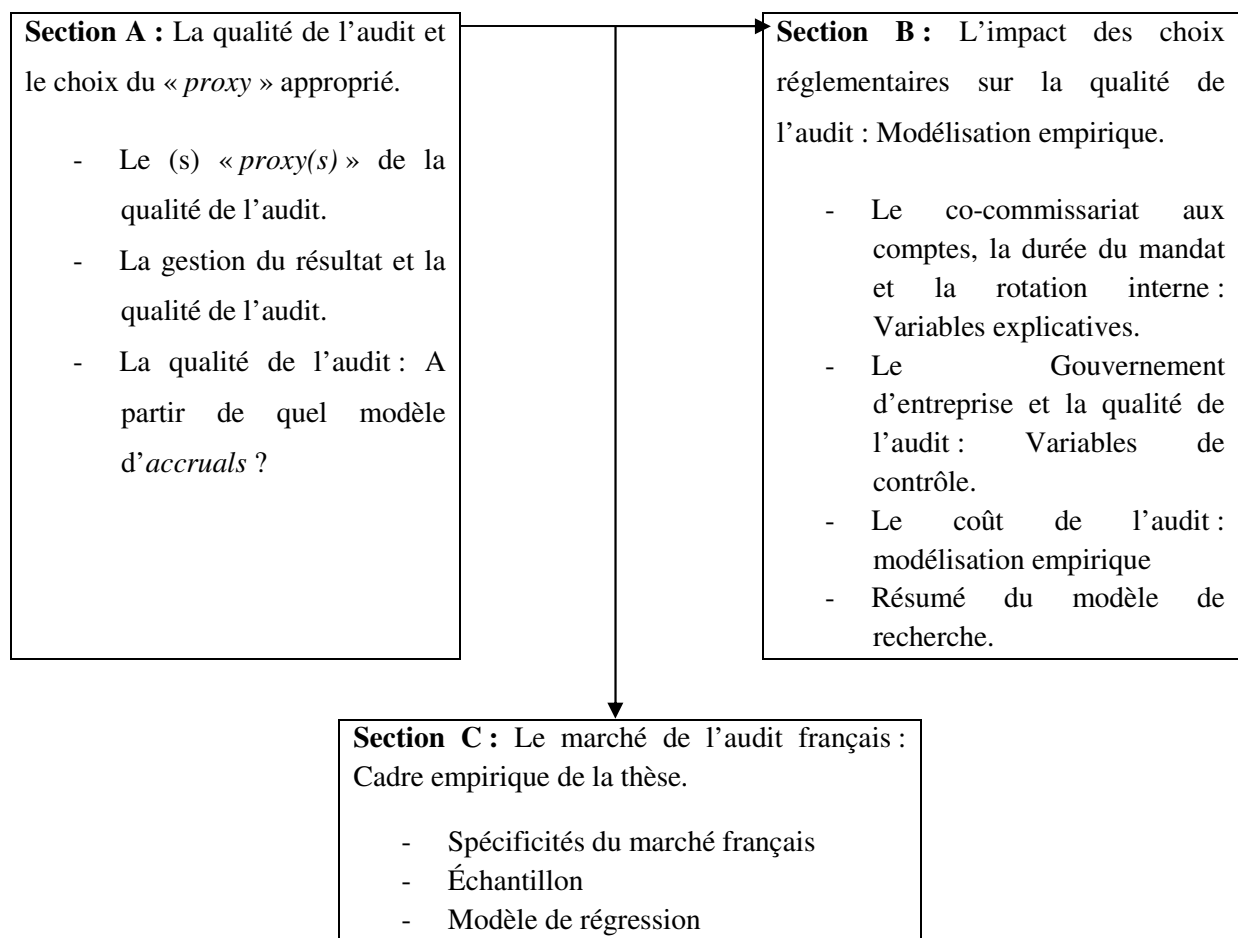 Section A : La qualité de l’audit et
le choix du « proxy » approprié.
- Le (s) « proxy(s) » de la
qualité de l’audit.
- La gestion du résultat et la
qualité de l’audit.
- La qualité de l’audit : A
partir de quel modèle
d’accruals ?
Section B : L’impact des choix
réglementaires sur la qualité de
l’audit : Modélisation empirique.
- Le co-commissariat aux
comptes, la durée du mandat
et la rotation interne :
Variables explicatives.
- Le Gouvernement
d’entreprise et la qualité de
l’audit : Variables de
contrôle.
- Le coût de l’audit :
modélisation empirique
- Résumé du modèle de
recherche.
Section C : Le marché de l’audit français :
Cadre empirique de la thèse.
- Spécificités du marché français
- Échantillon
- Modèle de régression